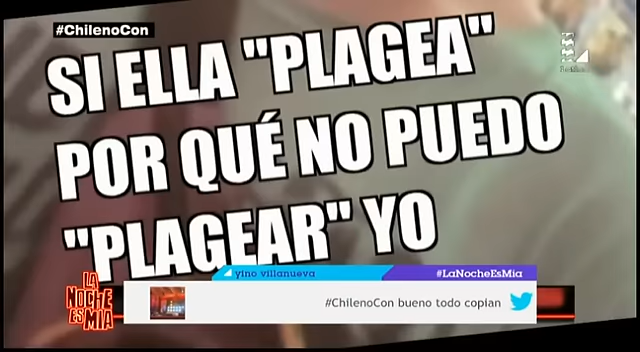 #ChilenoCon
SI ELLA "PLAGEA"
POR QUÉ NO PUEDO
"PLAGEAR" YO
yino villanueva
#LaNocheEsMia
LA
NOCHE
ES
MIA
#ChilenoCon bueno todo copian